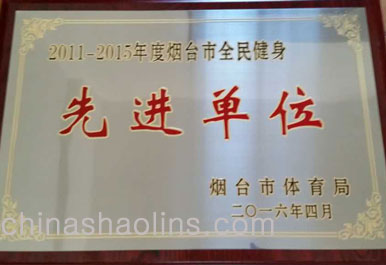 2011-2015年度烟台市全民健身
先进单位
烟台市体育局
二〇一六年四月
chinashaolins.com